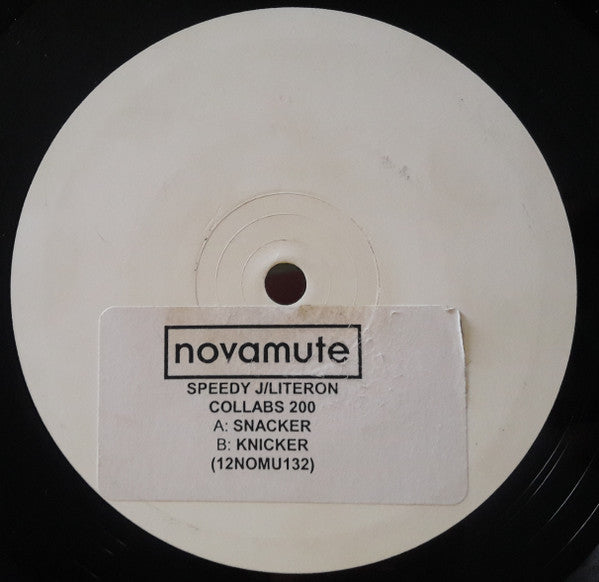 novamute
SPEEDY J/LITERON
COLLABS 200
A: SNACKER
B: KNICKER
(12NOMU132)